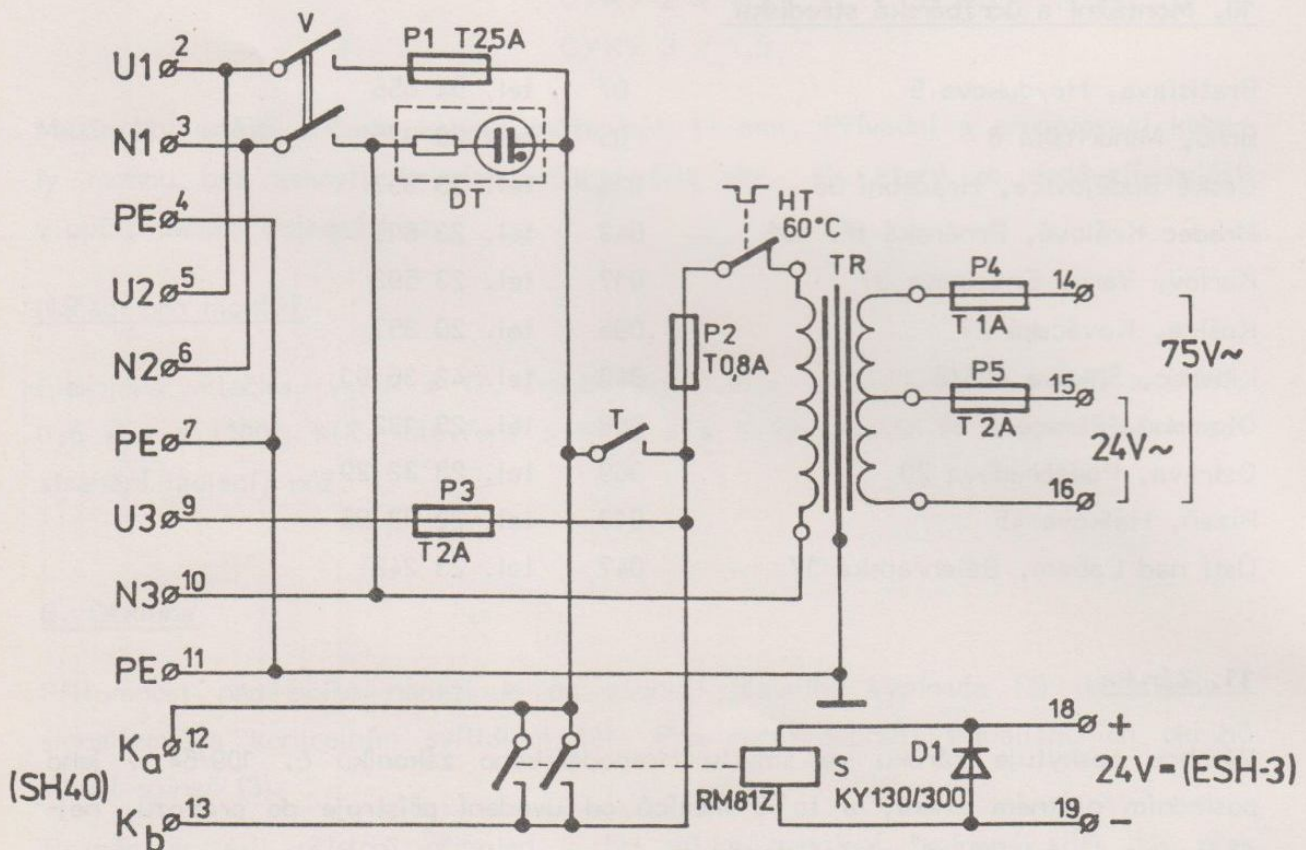 V
P1 T2,5A
U1 2
N1 3
DT
PE 4
HT
60°C
TR
U2 5
P4
14
T 1A
P2
T0,8A
75V~
N2 6
P5
15
T 2A
24V~
PE 7
T
16
P3
U3 9
T2A
N3 10
PE 11
18 +
Ka 12
(SH40)
D1
S
24V= (ESH-3)
RM81Z
KY130/300
Kb 13
19 −